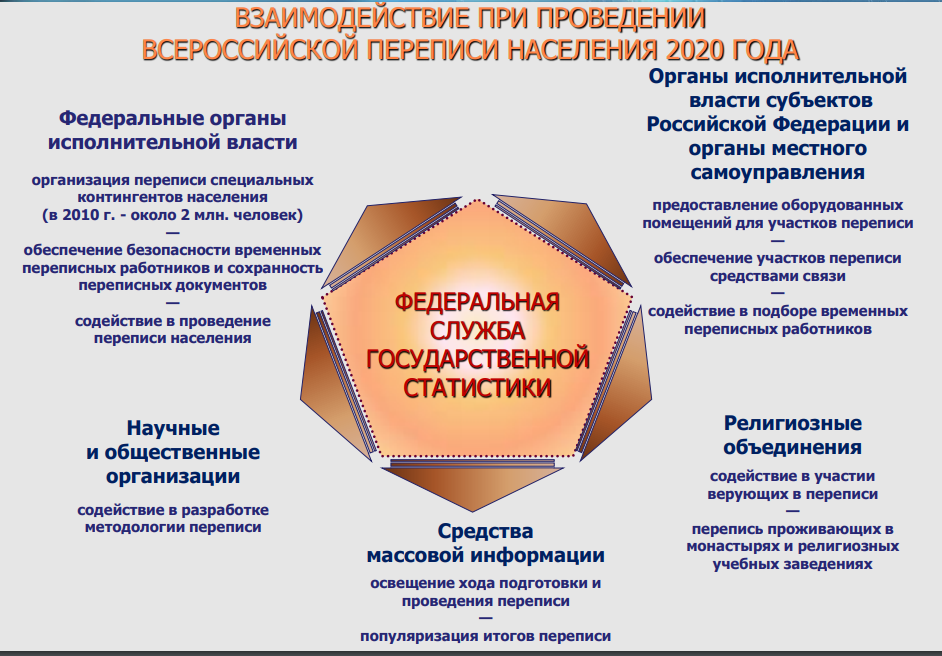 ВЗАИМОДЕЙСТВИЕ ПРИ ПРОВЕДЕНИИ
ВСЕРОССИЙСКОЙ ПЕРЕПИСИ НАСЕЛЕНИЯ 2020 ГОДА
Федеральные органы
исполнительной власти
организация переписи специальных
контингентов населения
(в 2010 г. - около 2 млн. человек)
—
обеспечение безопасности временных
переписных работников и сохранность
переписных документов
—
содействие в проведение
переписи населения
Органы исполнительной
власти субъектов
Российской Федерации и
органы местного
самоуправления
предоставление оборудованных
помещений для участков переписи
—
обеспечение участков переписи
средствами связи
—
содействие в подборе временных
переписных работников
ФЕДЕРАЛЬНАЯ
СЛУЖБА
ГОСУДАРСТВЕННОЙ
СТАТИСТИКИ
Научные
и общественные
организации
содействие в разработке
методологии переписи
Религиозные
объединения
содействие в участии
верующих в переписи
—
перепись проживающих в
монастырях и религиозных
учебных заведениях
Средства
массовой информации
освещение хода подготовки и
проведения переписи
—
популяризация итогов переписи